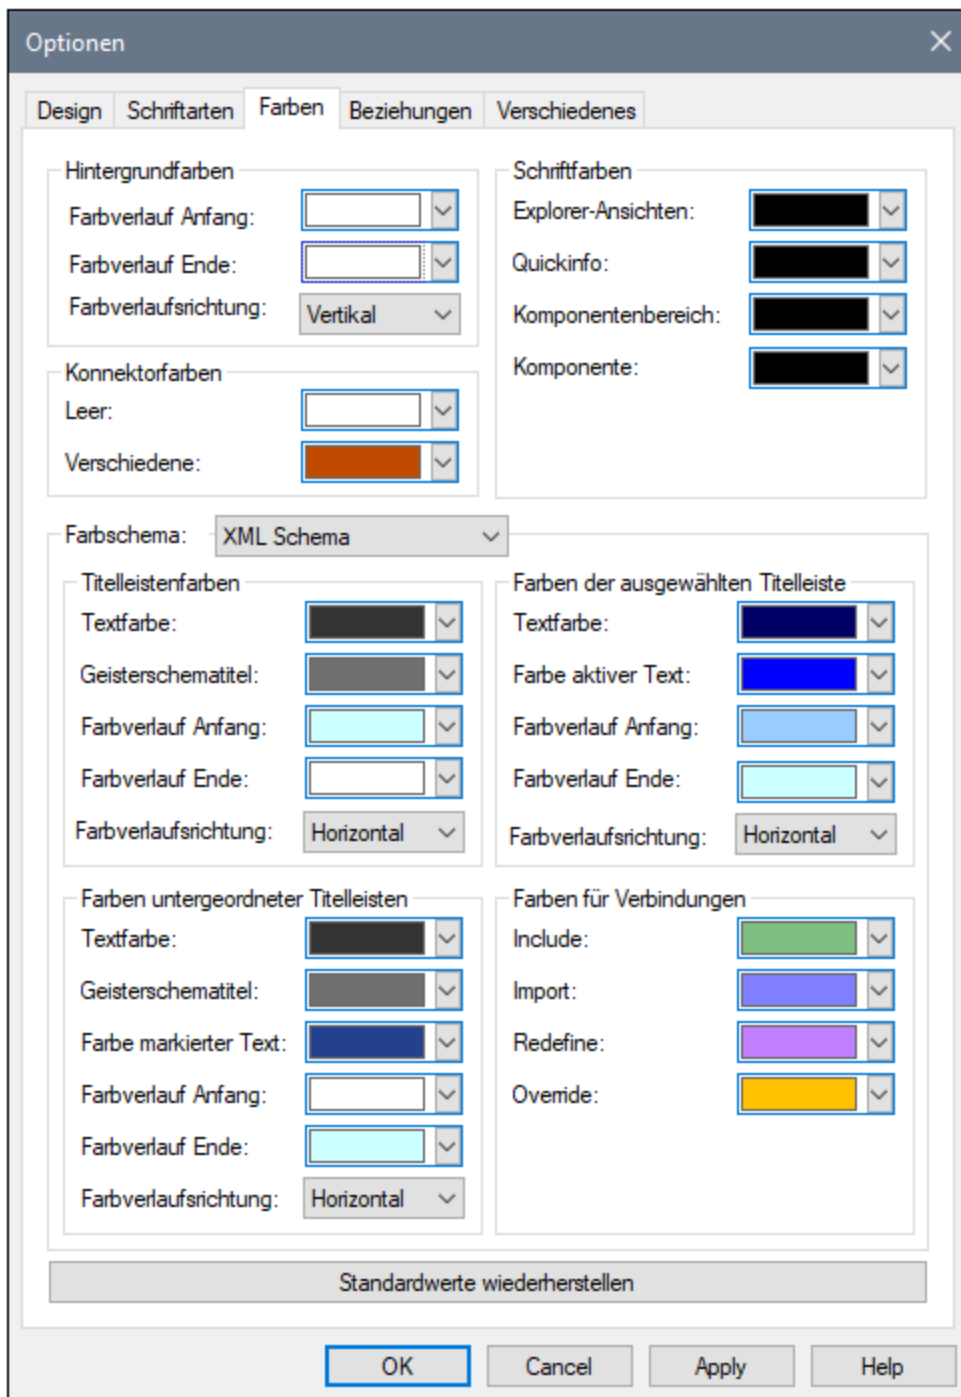 Optionen
Design Schriftarten Farben Beziehungen Verschiedenes
Hintergrundfarben
Farbverlauf Anfang:
Farbverlauf Ende:
Farbverlaufsrichtung: Vertikal
Konnektorfarben
Leer:
Verschiedene:
Schriftfarben
Explorer-Ansichten:
Quickinfo:
Komponentenbereich:
Komponente:
Farbschema: XML Schema
Titelleistenfarben
Textfarbe:
Geisterschematitel:
Farbverlauf Anfang:
Farbverlauf Ende:
Farbverlaufsrichtung: Horizontal
Farben der ausgewählten Titelleiste
Textfarbe:
Farbe aktiver Text:
Farbverlauf Anfang:
Farbverlauf Ende:
Farbverlaufsrichtung: Horizontal
Farben untergeordneter Titelleisten
Textfarbe:
Geisterschematitel:
Farbe markierter Text:
Farbverlauf Anfang:
Farbverlauf Ende:
Farbverlaufsrichtung: Horizontal
Farben für Verbindungen
Include:
Import:
Redefine:
Override:
Standardwerte wiederherstellen
OK Cancel Apply Help